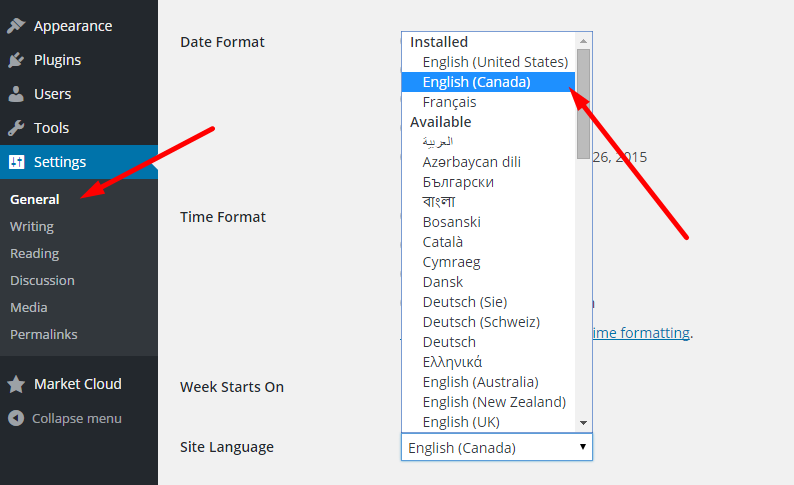 Appearance
Plugins
Users
Tools
Settings
General
Writing
Reading
Discussion
Media
Permalinks
Market Cloud
Collapse menu
Date Format
Time Format
Week Starts On
Site Language
Installed
English (United States)
English (Canada)
Français
Available
العربية
Azərbaycan dili
Български
বাংলা
Bosanski
Català
Cymraeg
Dansk
Deutsch (Sie)
Deutsch (Schweiz)
Deutsch
Ελληνικά
English (Australia)
English (New Zealand)
English (UK)
English (Canada)
26, 2015
ime formatting.